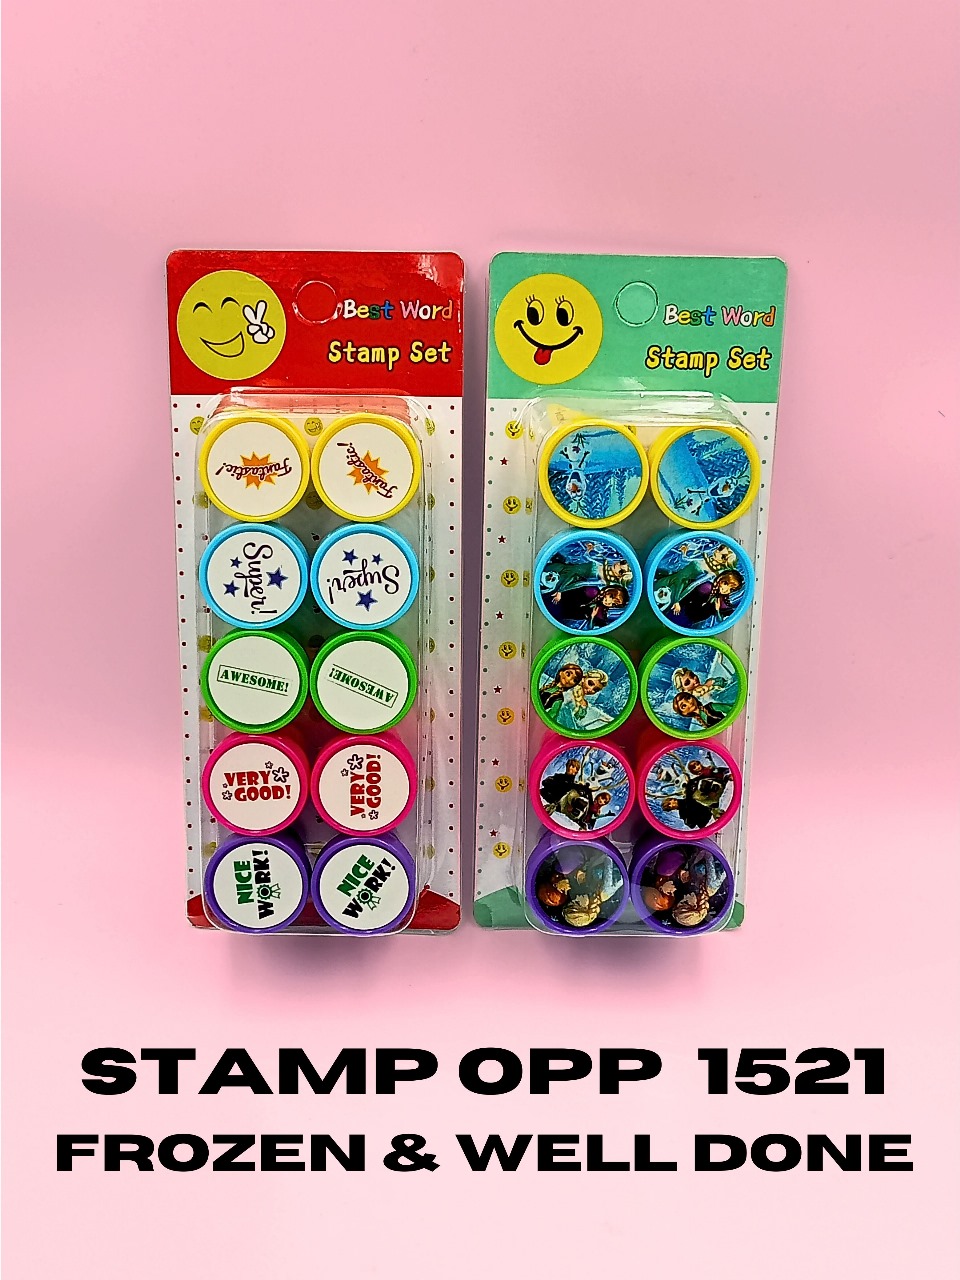 Best Word
Stamp Set
Best Word
Stamp Set
Fantastic!
Fantastic!
Super!
Super!
AWESOME!
AWESOME!
VERY
GOOD!
VERY
GOOD!
NICE
WORK!
NICE
WORK!
STAMP OPP 1521
FROZEN & WELL DONE